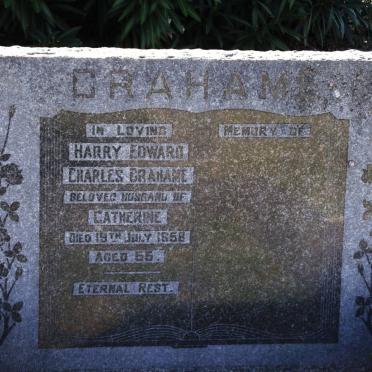 GRAHAME
IN LOVING MEMORY OF
HARRY EDWARD
CHARLES GRAHAME
BELOVED HUSBAND OF
CATHERINE
DIED 19TH JULY 1958
AGED 55.
ETERNAL REST.